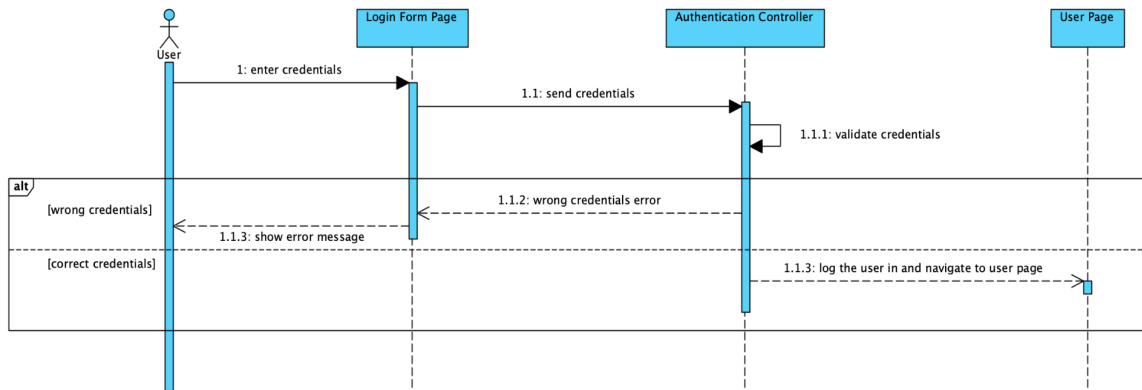 Login Form Page
Authentication Controller
User Page
User
1: enter credentials
1.1: send credentials
1.1.1: validate credentials
alt
[wrong credentials]
1.1.2: wrong credentials error
1.1.3: show error message
[correct credentials]
1.1.3: log the user in and navigate to user page